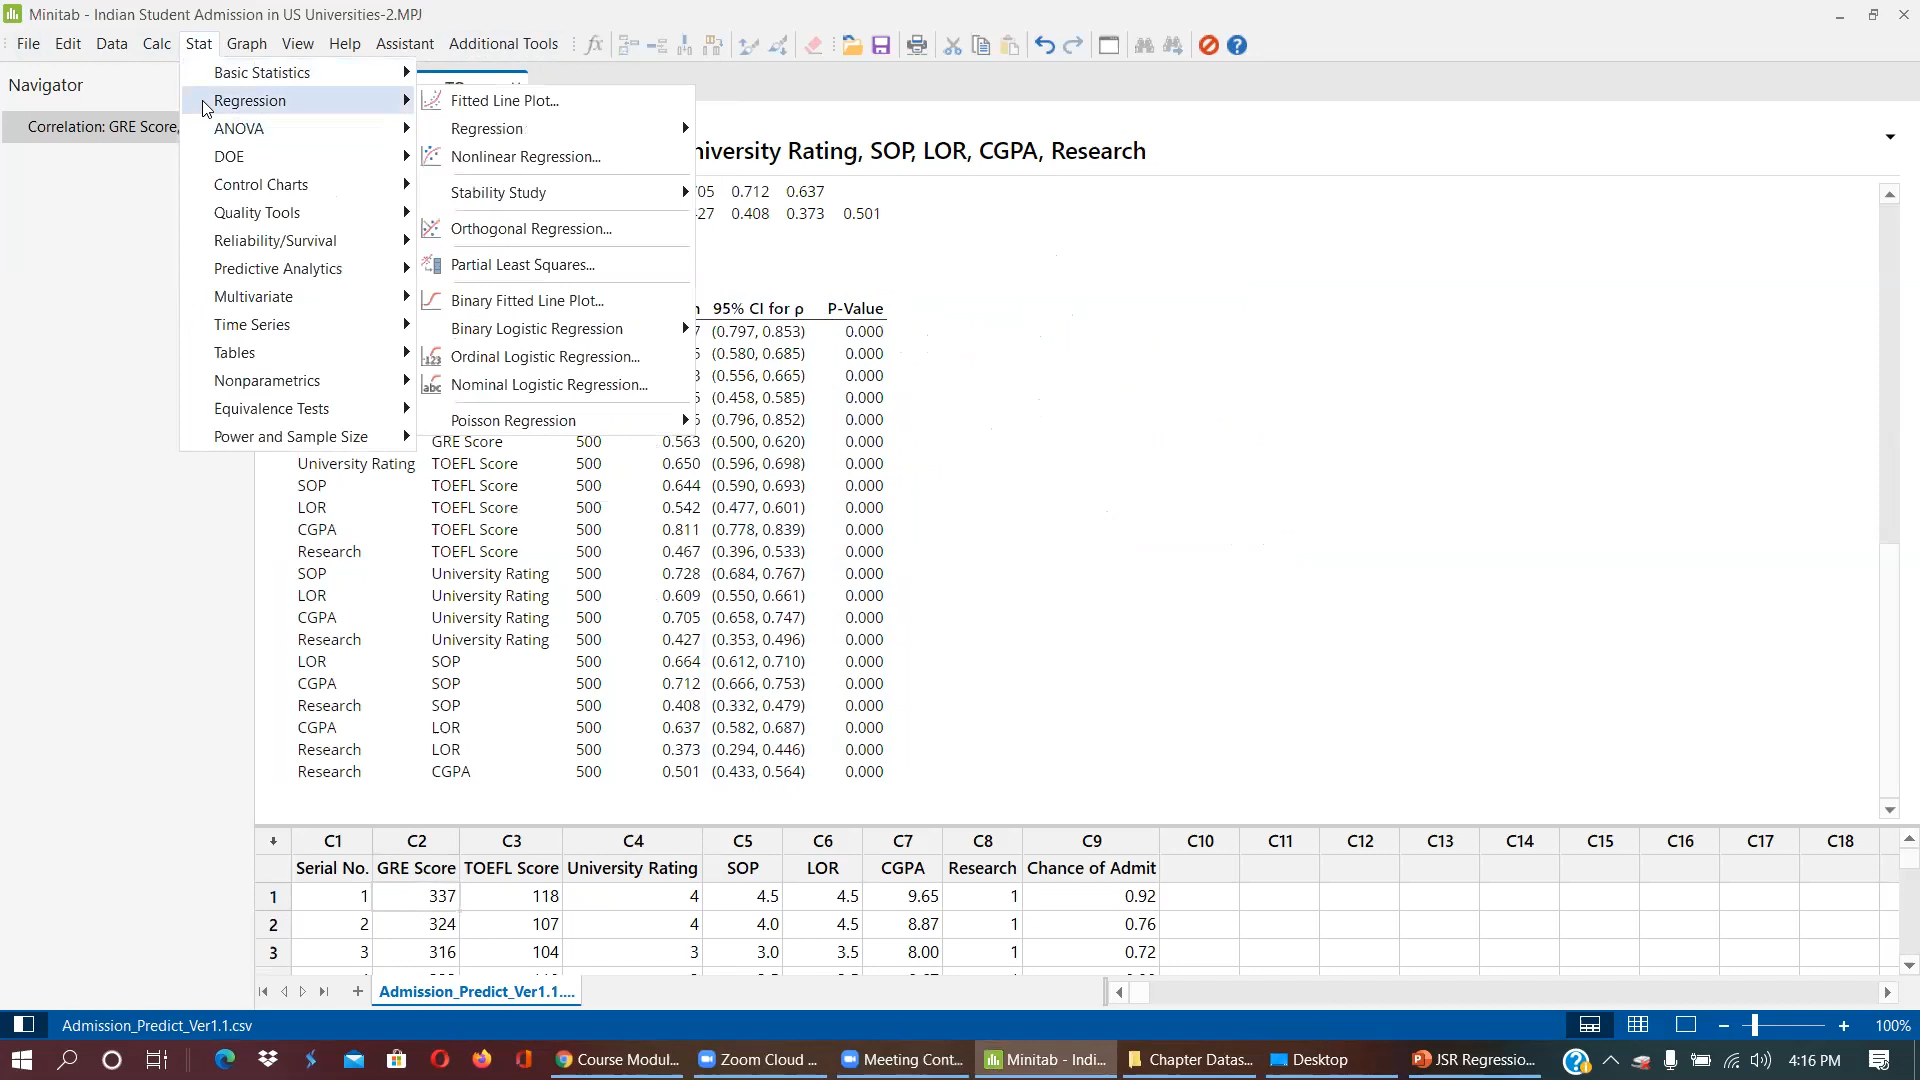 Minitab - Indian Student Admission in US Universities-2.MPJ
File Edit Data Calc Stat Graph View Help Assistant Additional Tools
Navigator
Correlation: GRE Score,
Basic Statistics
Regression
ANOVA
DOE
Control Charts
Quality Tools
Reliability/Survival
Predictive Analytics
Multivariate
Time Series
Tables
Nonparametrics
Equivalence Tests
Power and Sample Size
Fitted Line Plot...
Regression
Nonlinear Regression...
Stability Study
Orthogonal Regression...
Partial Least Squares...
Binary Fitted Line Plot...
Binary Logistic Regression
Ordinal Logistic Regression...
Nominal Logistic Regression...
Poisson Regression
niversity Rating, SOP, LOR, CGPA, Research
05 0.712 0.637
27 0.408 0.373 0.501
n 95% CI for ρ P-Value
7 (0.797, 0.853) 0.000
(0.580, 0.685) 0.000
(0.556, 0.665) 0.000
(0.458, 0.585) 0.000
(0.796, 0.852) 0.000
GRE Score 500 0.563 (0.500, 0.620) 0.000
University Rating TOEFL Score 500 0.650 (0.596, 0.698) 0.000
SOP TOEFL Score 500 0.644 (0.590, 0.693) 0.000
LOR TOEFL Score 500 0.542 (0.477, 0.601) 0.000
CGPA TOEFL Score 500 0.811 (0.778, 0.839) 0.000
Research TOEFL Score 500 0.467 (0.396, 0.533) 0.000
SOP University Rating 500 0.728 (0.684, 0.767) 0.000
LOR University Rating 500 0.609 (0.550, 0.661) 0.000
CGPA University Rating 500 0.705 (0.658, 0.747) 0.000
Research University Rating 500 0.427 (0.353, 0.496) 0.000
LOR SOP 500 0.664 (0.612, 0.710) 0.000
CGPA SOP 500 0.712 (0.666, 0.753) 0.000
Research SOP 500 0.408 (0.332, 0.479) 0.000
CGPA LOR 500 0.637 (0.582, 0.687) 0.000
Research LOR 500 0.373 (0.294, 0.446) 0.000
Research CGPA 500 0.501 (0.433, 0.564) 0.000
C1 C2 C3 C4 C5 C6 C7 C8 C9 C10 C11 C12 C13 C14 C15 C16 C17 C18
Serial No. GRE Score TOEFL Score University Rating SOP LOR CGPA Research Chance of Admit
1 1 337 118 4 4.5 4.5 9.65 1 0.92
2 2 324 107 4 4.0 4.5 8.87 1 0.76
3 3 316 104 3 3.0 3.5 8.00 1 0.72
Admission_Predict_Ver1.1....
Admission_Predict_Ver1.1.csv
100%
Course Modul... Zoom Cloud ... Meeting Cont... Minitab - Indi... Chapter Datas... Desktop JSR Regressio... 4:16 PM